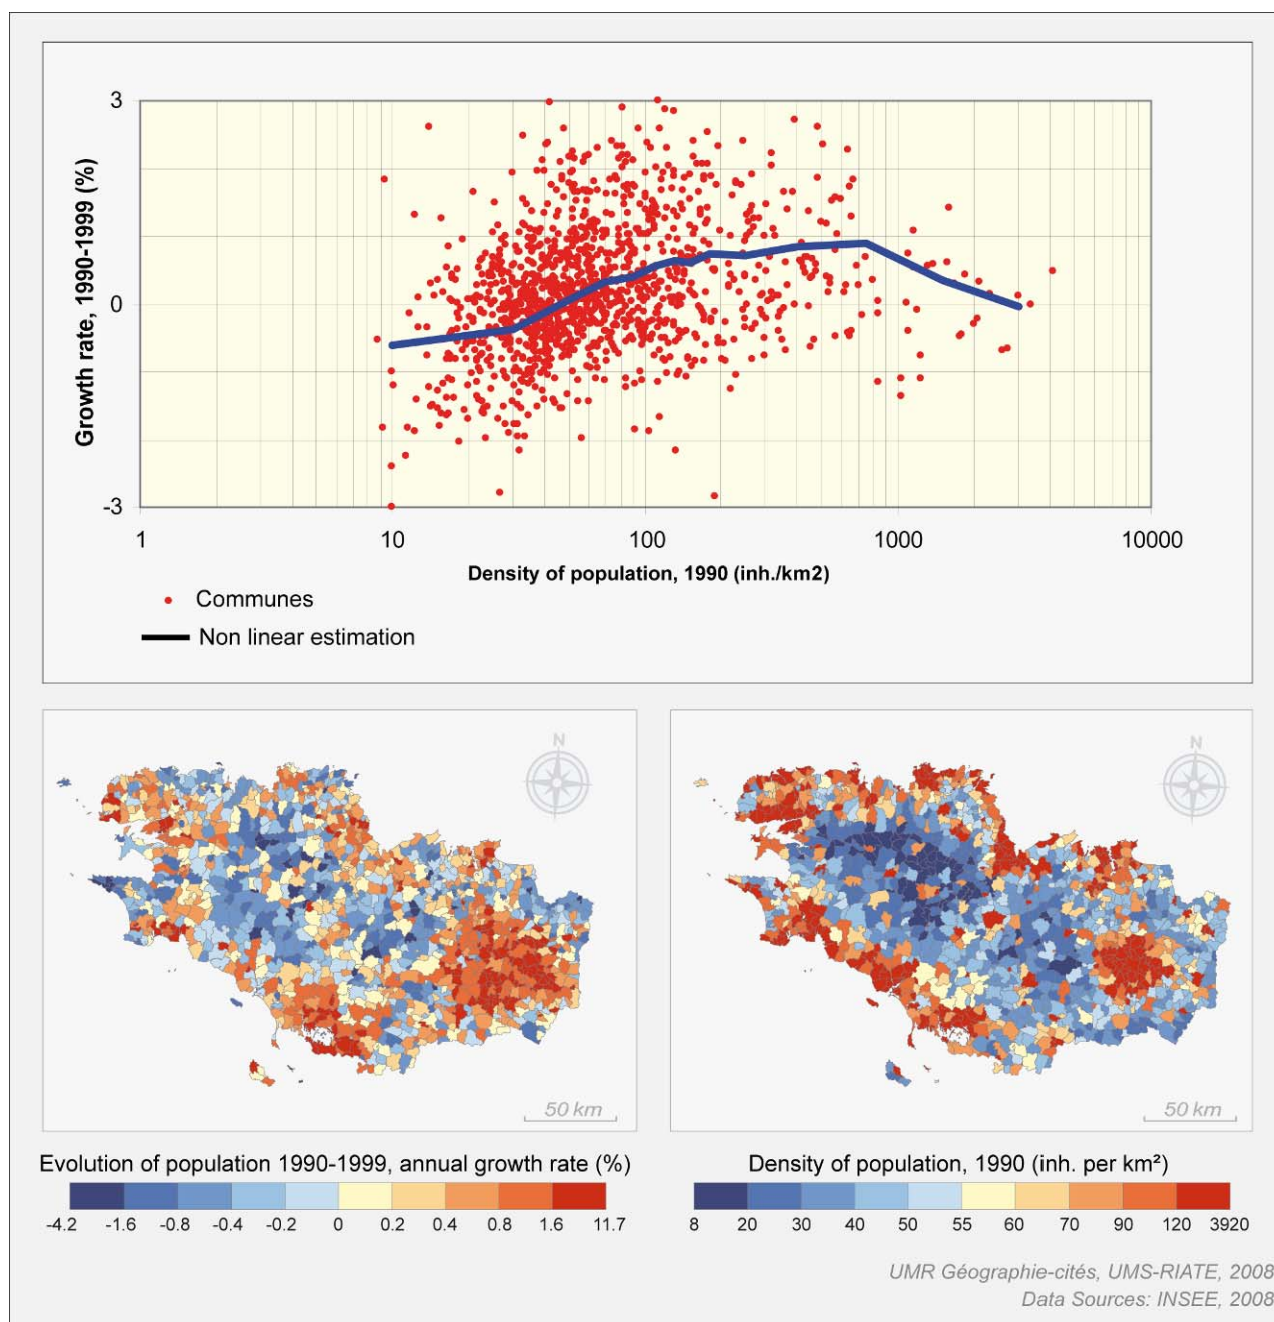 3
0
-3
Growth rate, 1990-1999 (%)
1 10 100 1000 10000
Density of population, 1990 (inh./km2)
Communes
Non linear estimation
N
50 km
N
50 km
Evolution of population 1990-1999, annual growth rate (%)
-4.2 -1.6 -0.8 -0.4 -0.2 0 0.2 0.4 0.8 1.6 11.7
Density of population, 1990 (inh. per km²)
8 20 30 40 50 55 60 70 90 120 3920
UMR Géographie-cités, UMS-RIATE, 2008
Data Sources: INSEE, 2008